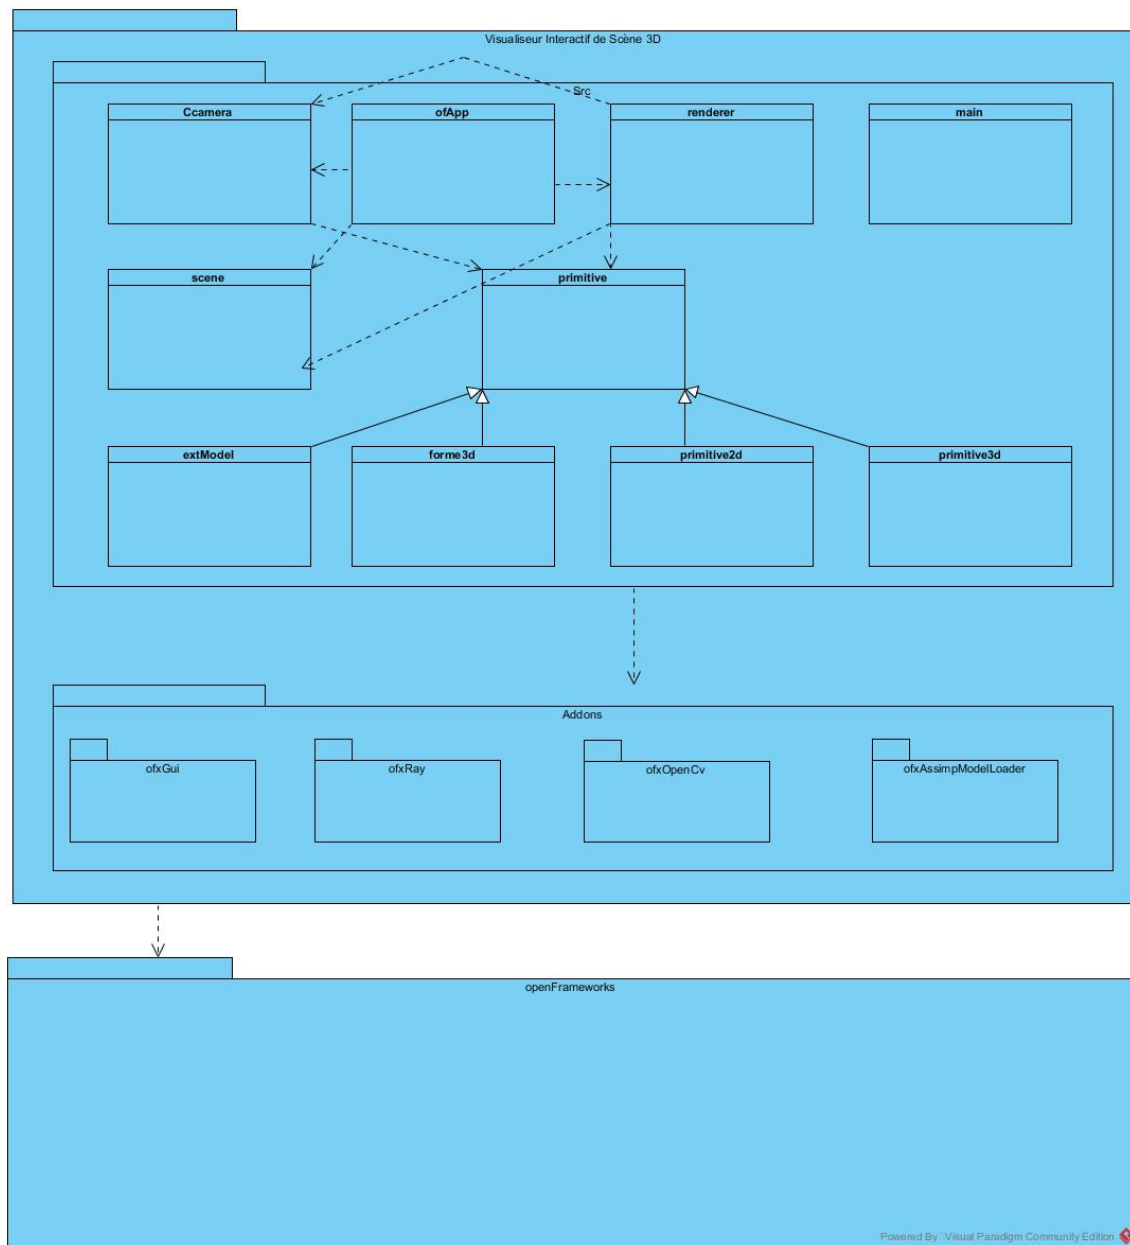 Visualiseur Interactif de Scène 3D
Src
Ccamera
ofApp
renderer
main
scene
primitive
extModel
forme3d
primitive2d
primitive3d
Addons
ofxGui
ofxRay
ofxOpenCv
ofxAssimpModelLoader
openFrameworks
Powered By Visual Paradigm Community Edition